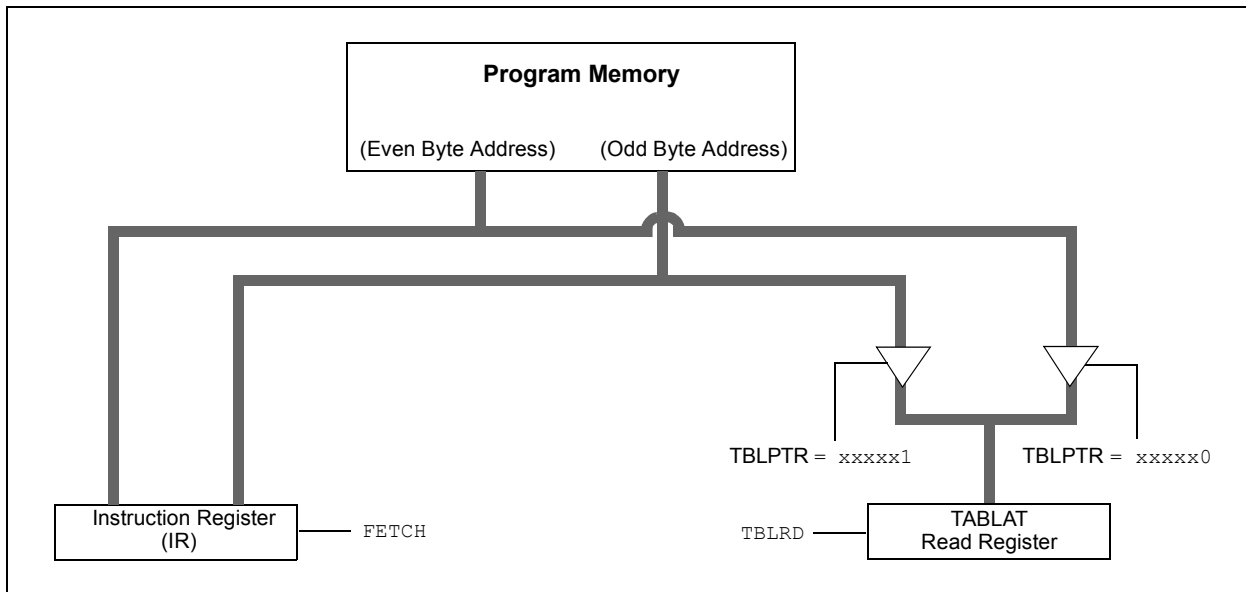 Program Memory
(Even Byte Address) (Odd Byte Address)
TBLPTR = xxxxx1 TBLPTR = xxxxx0
Instruction Register
(IR)
FETCH
TBLRD
TABLAT
Read Register